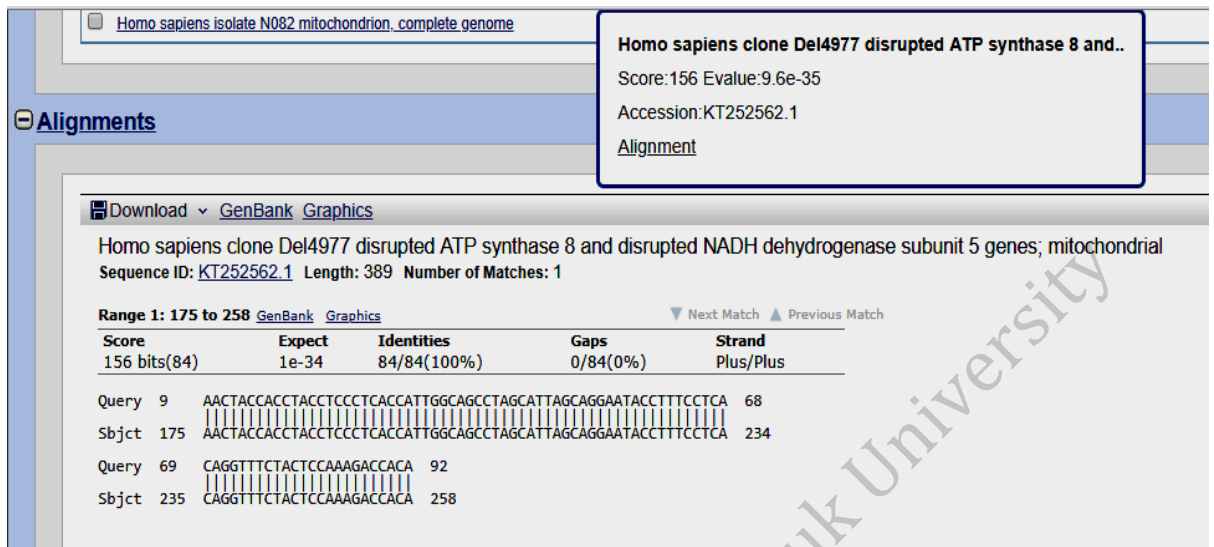 Homo sapiens isolate N082 mitochondrion, complete genome
Homo sapiens clone Del4977 disrupted ATP synthase 8 and..
Score:156 Evalue:9.6e-35
Accession:KT252562.1
Alignment
Alignments
Download GenBank Graphics
Homo sapiens clone Del4977 disrupted ATP synthase 8 and disrupted NADH dehydrogenase subunit 5 genes; mitochondrial
Sequence ID: KT252562.1 Length: 389 Number of Matches: 1
Range 1: 175 to 258 GenBank Graphics Next Match Previous Match
Score Expect Identities Gaps Strand
156 bits(84) 1e-34 84/84(100%) 0/84(0%) Plus/Plus
Query 9 AACTACCACCTACCTCCCTCACCATTGGCAGCCTAGCATTAGCAGGAATACCTTTCCTCA 68
Sbjct 175 AACTACCACCTACCTCCCTCACCATTGGCAGCCTAGCATTAGCAGGAATACCTTTCCTCA 234
Query 69 CAGGTTTCTACTCCAAAGACCACA 92
Sbjct 235 CAGGTTTCTACTCCAAAGACCACA 258
University